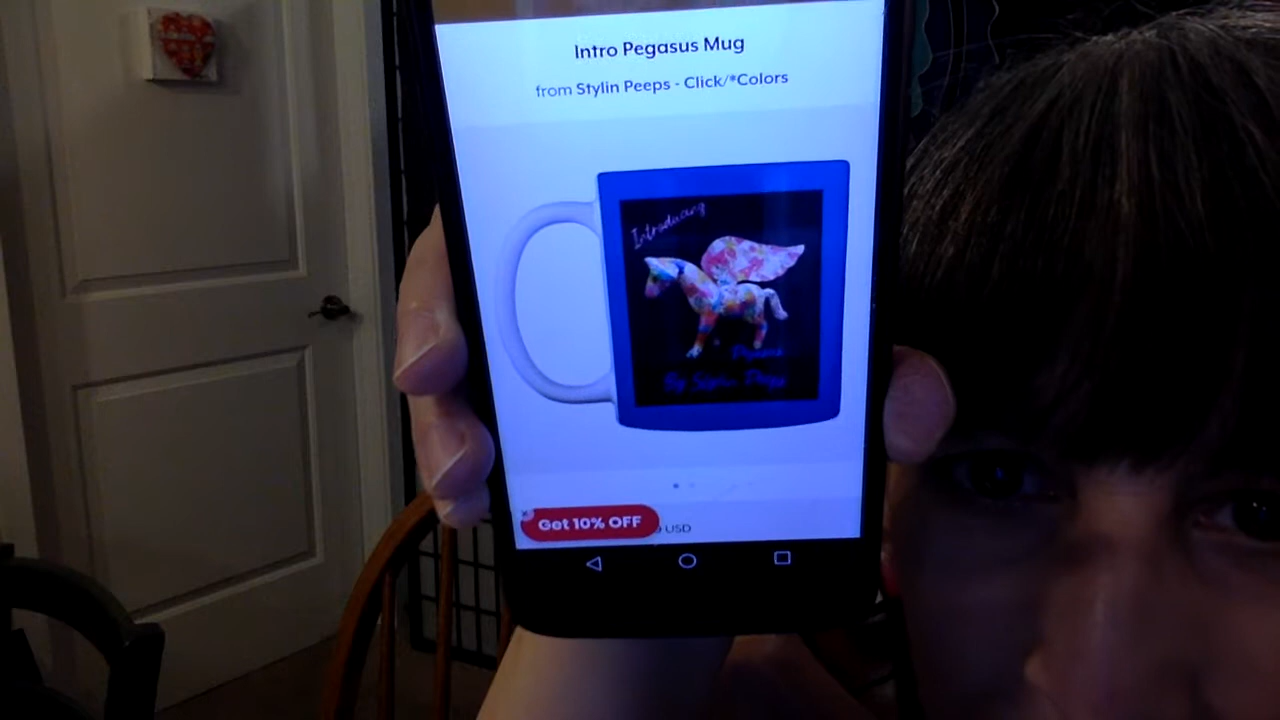 Intro Pegasus Mug
from Stylin Peeps - Click/*Colors
Introducing
By Stylin Peeps
Get 10% OFF
USD